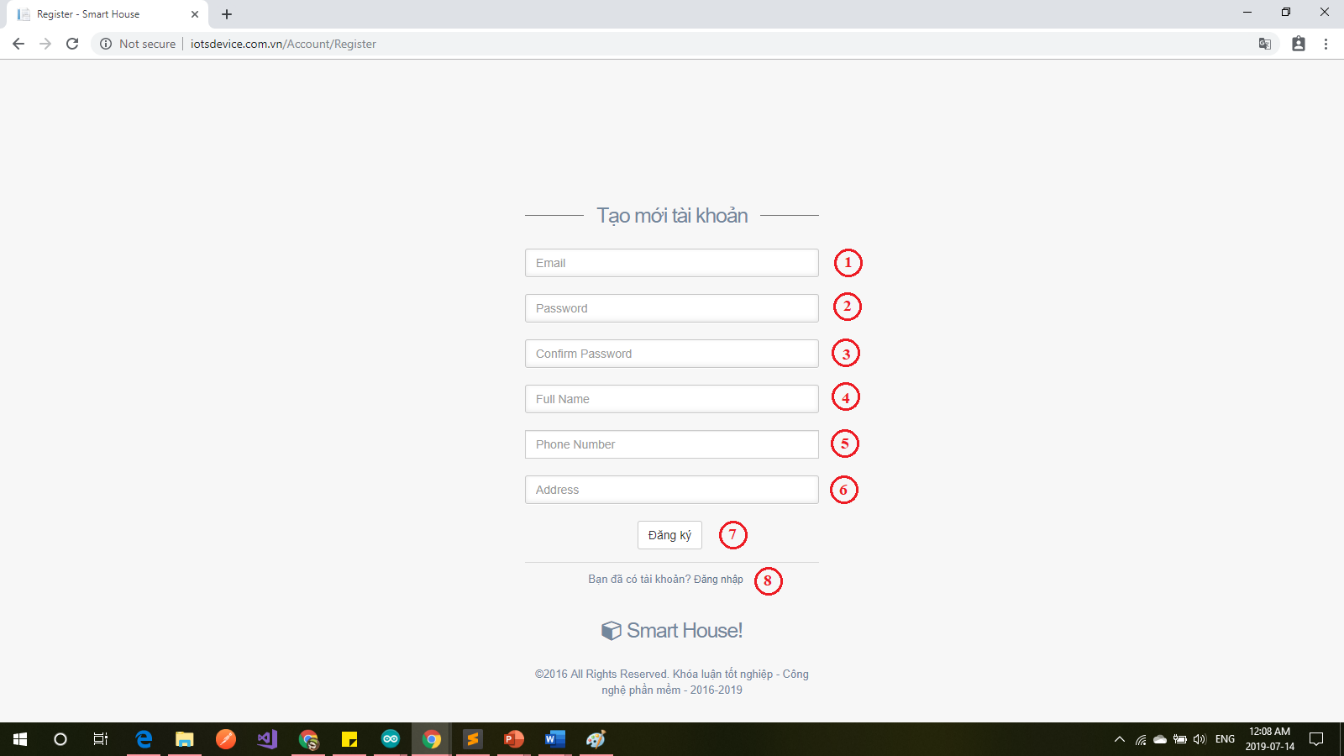 Register - Smart House
Not secure | iotsdevice.com.vn/Account/Register
Tạo mới tài khoản
Email 1
Password 2
Confirm Password 3
Full Name 4
Phone Number 5
Address 6
Đăng ký 7
Bạn đã có tài khoản? Đăng nhập 8
Smart House!
©2016 All Rights Reserved. Khóa luận tốt nghiệp - Công
nghệ phần mềm - 2016-2019
ENG
12:08 AM
2019-07-14